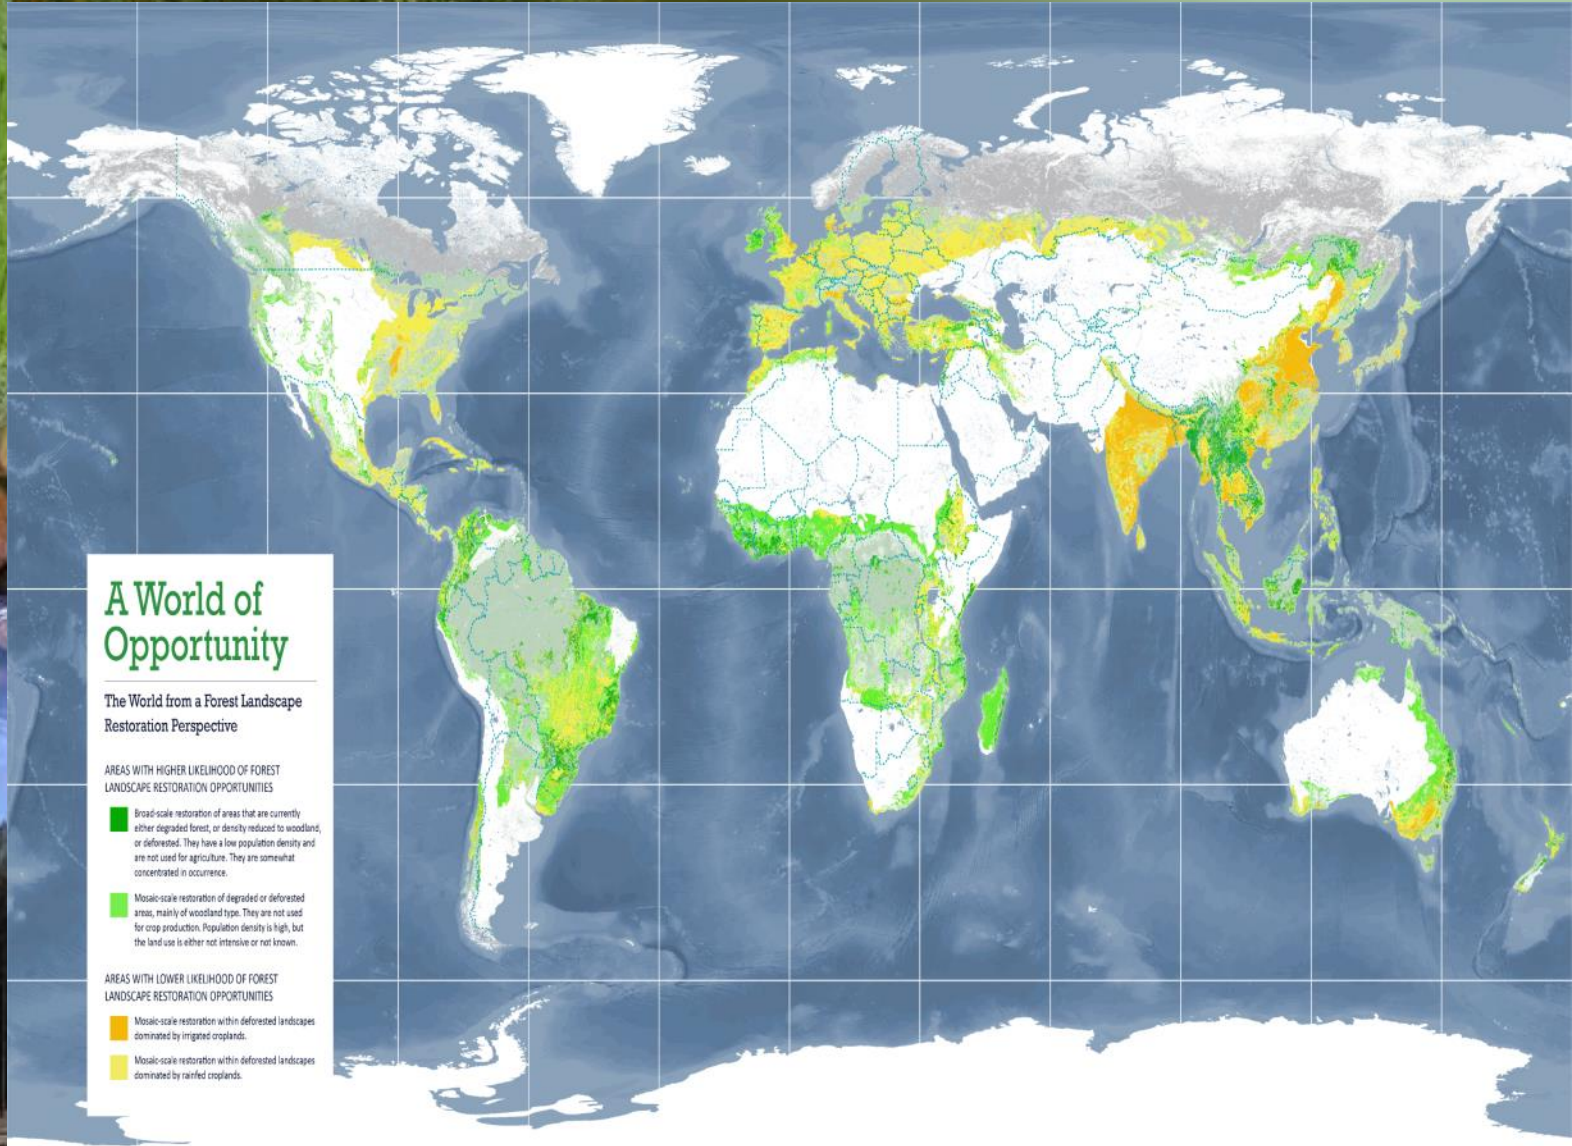 A World of
Opportunity
The World from a Forest Landscape
Restoration Perspective
AREAS WITH HIGHER LIKELIHOOD OF FOREST
LANDSCAPE RESTORATION OPPORTUNITIES
Broad-scale restoration of areas that are currently
either degraded forest, or density reduced to woodland,
or deforested. They have a low population density and
are not used for agriculture. They are somewhat
concentrated in occurrence.
Mosaic-scale restoration of degraded or deforested
areas, mainly of woodland type. They are not used
for crop production. Population density is high, but
the land use is either not intensive or not known.
AREAS WITH LOWER LIKELIHOOD OF FOREST
LANDSCAPE RESTORATION OPPORTUNITIES
Mosaic-scale restoration within deforested landscapes
dominated by irrigated croplands.
Mosaic-scale restoration within deforested landscapes
dominated by rainfed croplands.